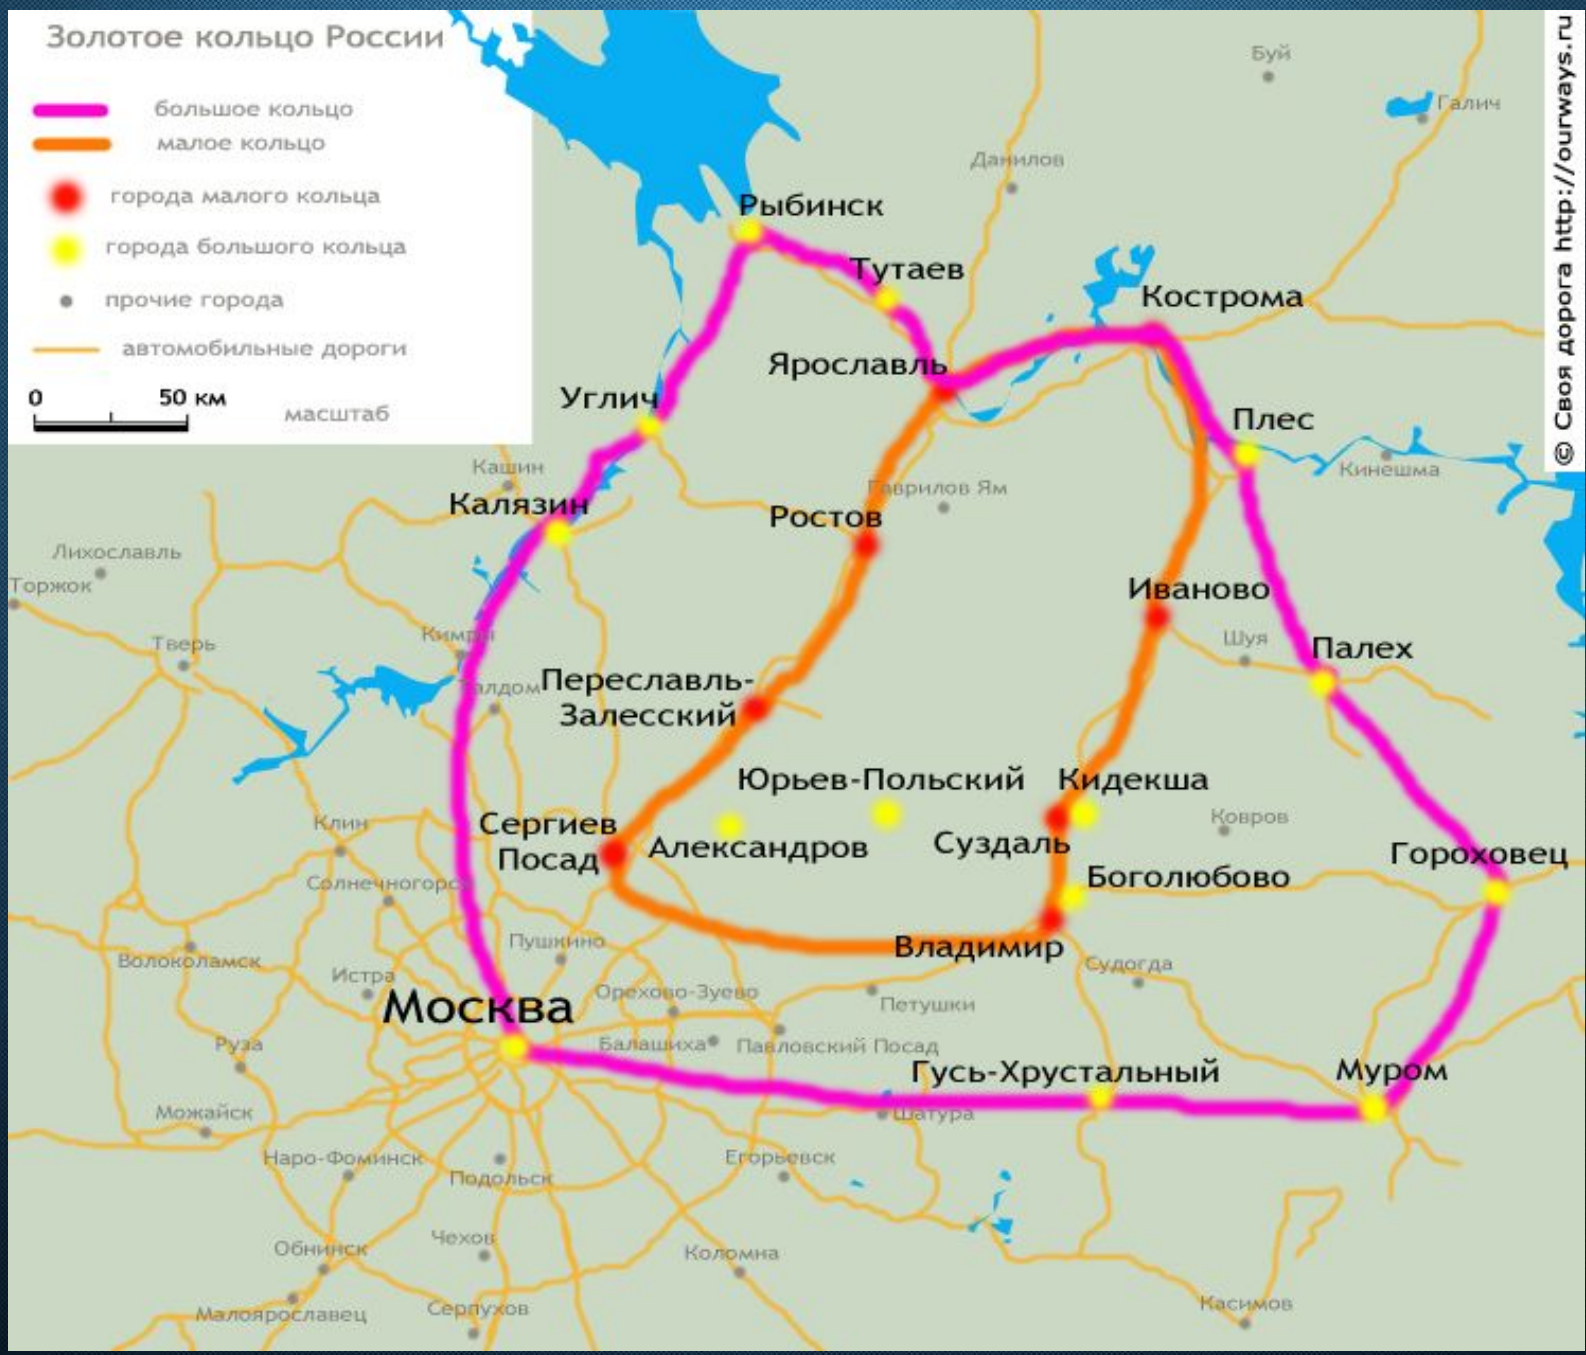 Золотое кольцо России
большое кольцо
малое кольцо
города малого кольца
города большого кольца
прочие города
автомобильные дороги
0 50 км
масштаб
© Своя дорога http://ourways.ru
Буй
Галич
Данилов
Рыбинск
Тутаев
Кострома
Ярославль
Углич
Плес
Кинешма
Кашин
Калязин
Гаврилов Ям
Ростов
Лихославль
Торжок
Иваново
Тверь
Кимры
Шуя
Палех
Талдом
Переславль-
Залесский
Юрьев-Польский
Кидекша
Клин
Сергиев
Посад
Александров
Суздаль
Ковров
Гороховец
Солнечногорск
Боголюбово
Волоколамск
Пушкино
Владимир
Истра
Судогда
Москва
Орехово-Зуево
Петушки
Руза
Балашиха
Павловский Посад
Гусь-Хрустальный
Муром
Можайск
Шатура
Наро-Фоминск
Подольск
Егорьевск
Обнинск
Чехов
Коломна
Малоярославец
Серпухов
Касимов